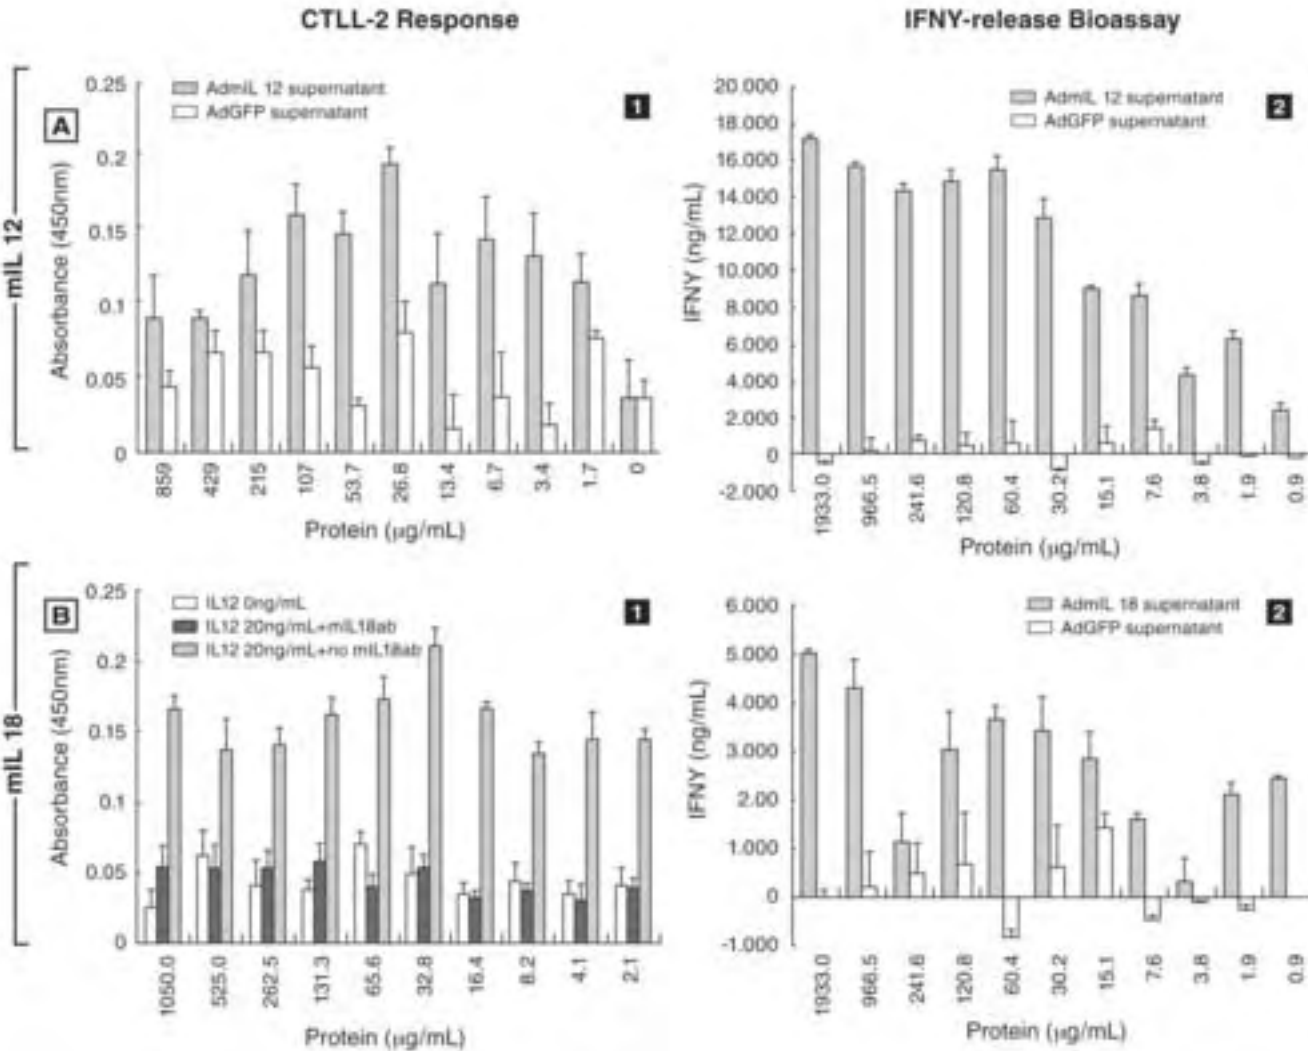 CTLL-2 Response
IFNY-release Bioassay
mIL 12
A
1
AdmIL 12 supernatant
AdGFP supernatant
Absorbance (450nm)
0.25
0.2
0.15
0.1
0.05
0
859 429 215 107 53.7 26.8 13.4 6.7 3.4 1.7 0
Protein (µg/mL)
2
AdmIL 12 supernatant
AdGFP supernatant
IFNY (ng/mL)
20.000
18.000
16.000
14.000
12.000
10.000
8.000
6.000
4.000
2.000
0
-2.000
1933.0 966.5 241.6 120.8 60.4 30.2 15.1 7.6 3.8 1.9 0.9
Protein (µg/mL)
mIL 18
B
1
IL12 0ng/mL
IL12 20ng/mL+mIL18ab
IL12 20ng/mL+no mIL18ab
Absorbance (450nm)
0.25
0.2
0.15
0.1
0.05
0
1050.0 525.0 262.5 131.3 65.6 32.8 16.4 8.2 4.1 2.1
Protein (µg/mL)
2
AdmIL 18 supernatant
AdGFP supernatant
IFNY (ng/mL)
6.000
5.000
4.000
3.000
2.00
1.000
0
-1.000
1933.0 966.5 241.6 120.8 60.4 30.2 15.1 7.6 3.8 1.9 0.9
Protein (µg/mL)